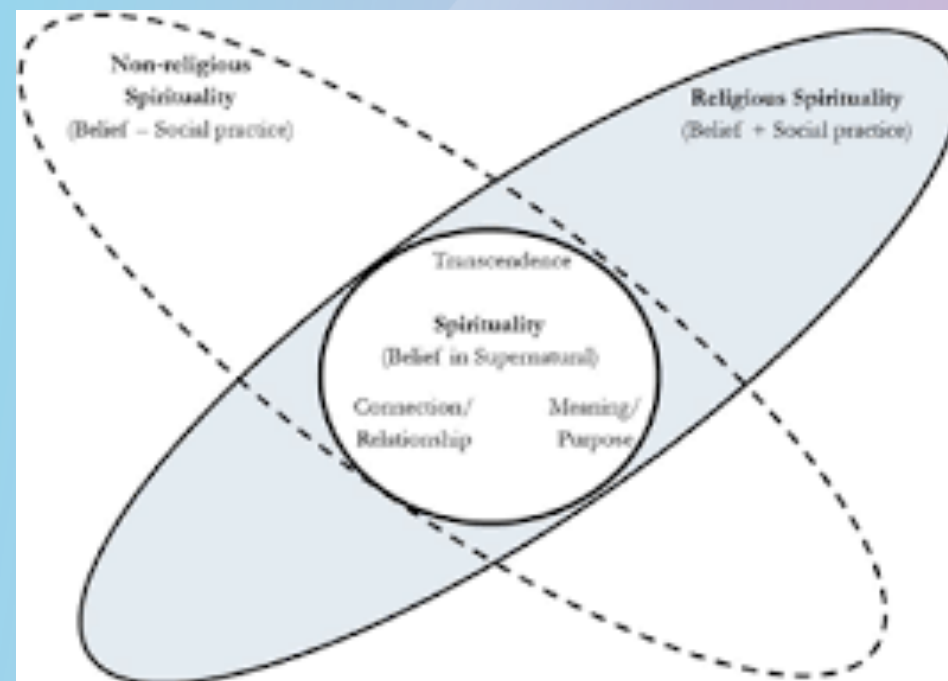 Non-religious
Spirituality
(Belief – Social practice)
Religious Spirituality
(Belief + Social practice)
Transcendence
Spirituality
(Belief in Supernatural)
Connection/
Relationship
Meaning/
Purpose